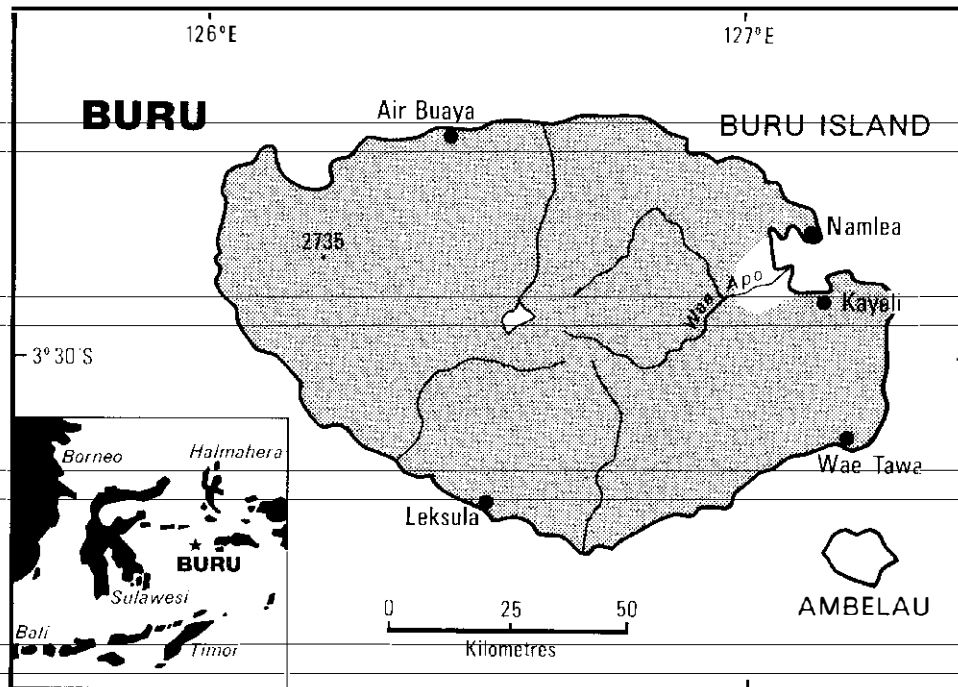 126°E
127°E
BURU
Air Buaya
BURU ISLAND
Namlea
2735
Wae Apo
Kayeli
3°30'S
Wae Tawa
Leksula
AMBELAU
0 25 50
Kilometres
Borneo
Halmahera
BURU
Sulawesi
Bali
Timor